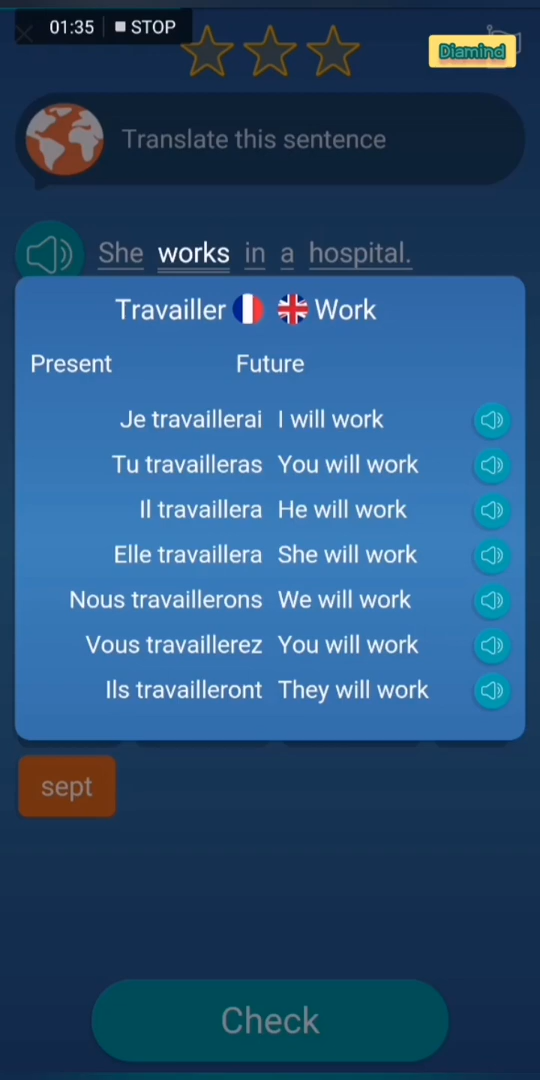 01:35 STOP
Diamind
Translate this sentence
She works in a hospital.
Travailler Work
Present Future
Je travaillerai I will work
Tu travailleras You will work
Il travaillera He will work
Elle travaillera She will work
Nous travaillerons We will work
Vous travaillerez You will work
Ils travailleront They will work
sept
Check